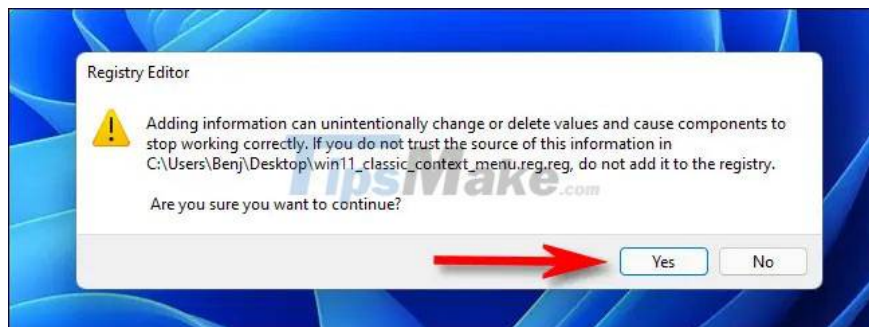 Registry Editor
Adding information can unintentionally change or delete values and cause components to
stop working correctly. If you do not trust the source of this information in
C:\Users\Benj\Desktop\win11_classic_context_menu.reg.reg, do not add it to the registry.
TipsMake.com
Are you sure you want to continue?
Yes No